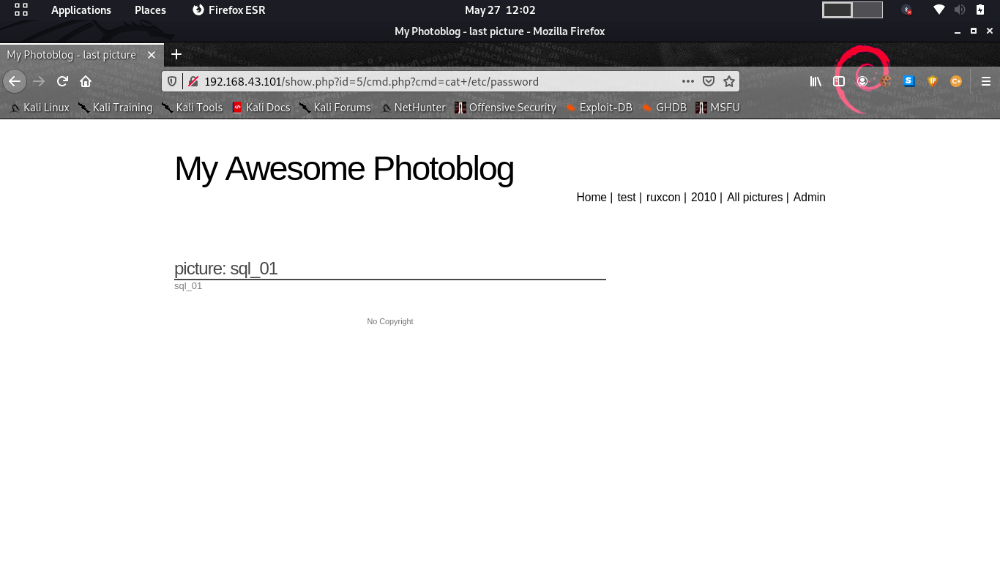 Applications Places Firefox ESR May 27 12:02
My Photoblog - last picture - Mozilla Firefox
My Photoblog - last picture
192.168.43.101/show.php?id=5/cmd.php?cmd=cat+/etc/password
Kali Linux Kali Training Kali Tools Kali Docs Kali Forums NetHunter Offensive Security Exploit-DB GHDB MSFU
My Awesome Photoblog
Home | test | ruxcon | 2010 | All pictures | Admin
picture: sql_01
sql_01
No Copyright